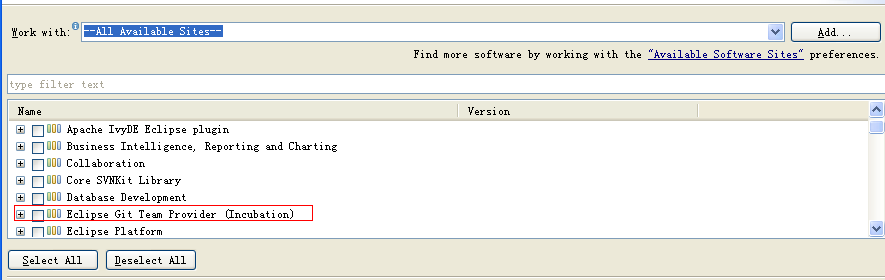 Work with: --All Available Sites-- Add...
Find more software by working with the "Available Software Sites" preferences.
type filter text
Name Version
Apache IvyDE Eclipse plugin
Business Intelligence, Reporting and Charting
Collaboration
Core SVNKit Library
Database Development
Eclipse Git Team Provider (Incubation)
Eclipse Platform
Select All Deselect All